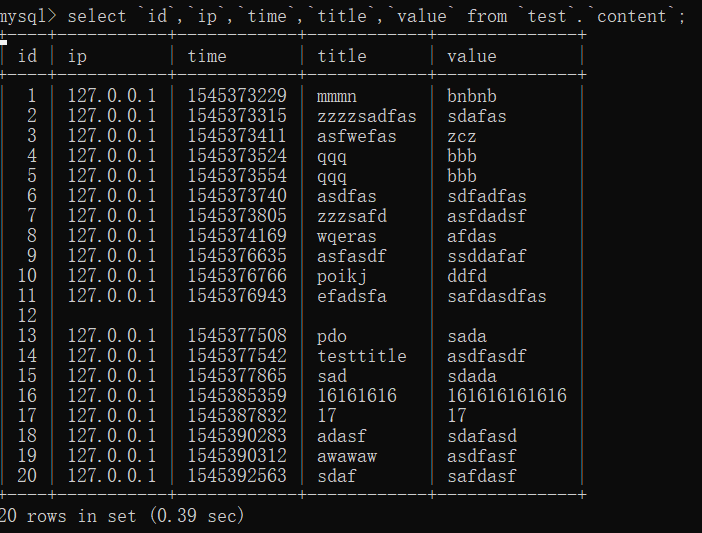 mysql> select `id`,`ip`,`time`,`title`,`value` from `test`.`content`;
+----+-----------+------------+------------+--------------+
| id | ip | time | title | value |
+----+-----------+------------+------------+--------------+
| 1 | 127.0.0.1 | 1545373229 | mmmn | bnbnb |
| 2 | 127.0.0.1 | 1545373315 | zzzzsadfas | sdafas |
| 3 | 127.0.0.1 | 1545373411 | asfwefas | zcz |
| 4 | 127.0.0.1 | 1545373524 | qqq | bbb |
| 5 | 127.0.0.1 | 1545373554 | qqq | bbb |
| 6 | 127.0.0.1 | 1545373740 | asdfas | sdfadfas |
| 7 | 127.0.0.1 | 1545373805 | zzzsafd | asfdadsf |
| 8 | 127.0.0.1 | 1545374169 | wqeras | afdas |
| 9 | 127.0.0.1 | 1545376635 | asfasdf | ssddafaf |
| 10 | 127.0.0.1 | 1545376766 | poikj | ddfd |
| 11 | 127.0.0.1 | 1545376943 | efadsfa | safdasdfas |
| 12 | | | | |
| 13 | 127.0.0.1 | 1545377508 | pdo | sada |
| 14 | 127.0.0.1 | 1545377542 | testtitle | asdfasdf |
| 15 | 127.0.0.1 | 1545377865 | sad | sdada |
| 16 | 127.0.0.1 | 1545385359 | 16161616 | 161616161616 |
| 17 | 127.0.0.1 | 1545387832 | 17 | 17 |
| 18 | 127.0.0.1 | 1545390283 | adasf | sdafasd |
| 19 | 127.0.0.1 | 1545390312 | awawaw | asdfasf |
| 20 | 127.0.0.1 | 1545392563 | sdaf | safdasf |
+----+-----------+------------+------------+--------------+
20 rows in set (0.39 sec)